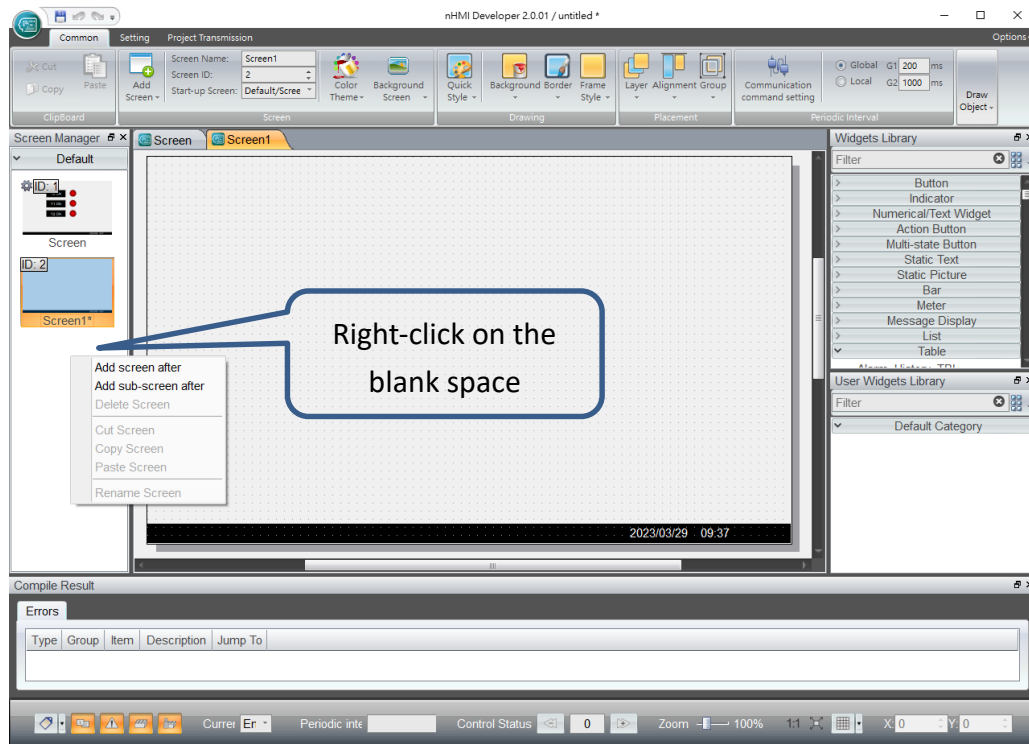 nHMI Developer 2.0.01 / untitled *
Common Setting Project Transmission Options
Cut
Copy
Paste
ClipBoard
Add
Screen
Screen Name: Screen1
Screen ID: 2
Start-up Screen: Default/Scree
Color
Theme
Background
Screen
Screen
Quick
Style
Background Border Frame
Style
Drawing
Layer Alignment Group
Placement
Communication
command setting
Global G1 200 ms
Local G2 1000 ms
Periodic Interval
Draw
Object
Screen Manager
Default
ID: 1
Screen
ID: 2
Screen1*
Screen Screen1
Right-click on the
blank space
Add screen after
Add sub-screen after
Delete Screen
Cut Screen
Copy Screen
Paste Screen
Rename Screen
2023/03/29 09:37
Widgets Library
Filter
Button
Indicator
Numerical/Text Widget
Action Button
Multi-state Button
Static Text
Static Picture
Bar
Meter
Message Display
List
Table
User Widgets Library
Filter
Default Category
Compile Result
Errors
Type Group Item Description Jump To
Currer Er Periodic inte Control Status 0 Zoom 100% 1:1 X: 0 Y: 0